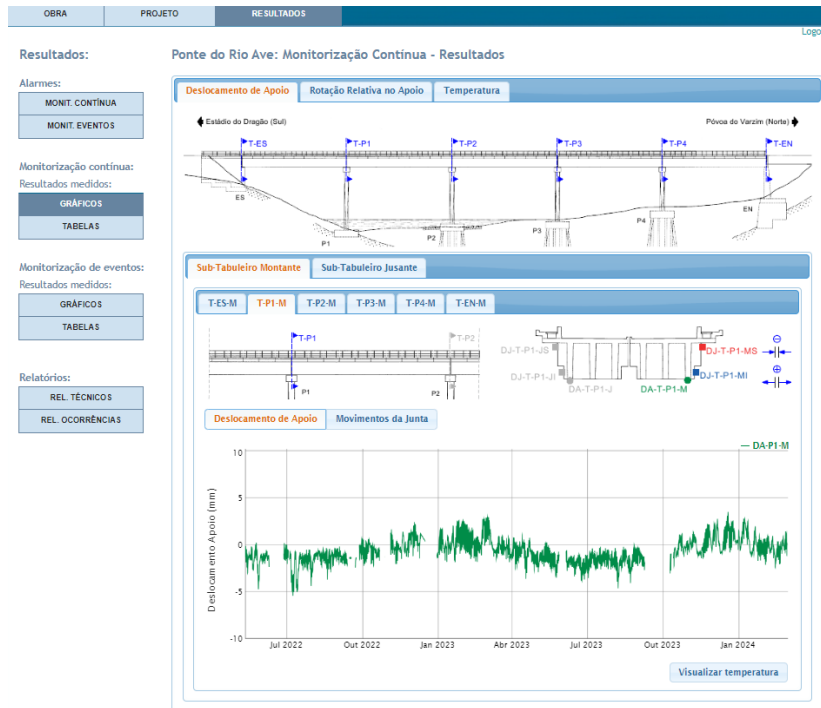 OBRA PROJETO RESULTADOS
Logo
Resultados:
Ponte do Rio Ave: Monitorização Contínua - Resultados
Alarmes:
MONIT. CONTÍNUA
MONIT. EVENTOS
Monitorização contínua:
Resultados medidos:
GRÁFICOS
TABELAS
Monitorização de eventos:
Resultados medidos:
GRÁFICOS
TABELAS
Relatórios:
REL. TÉCNICOS
REL. OCORRÊNCIAS
Deslocamento de Apoio Rotação Relativa no Apoio Temperatura
Estádio do Dragão (Sul) Póvoa do Varzim (Norte)
T-ES T-P1 T-P2 T-P3 T-P4 T-EN
ES P1 P2 P3 P4 EN
Sub-Tabuleiro Montante Sub-Tabuleiro Jusante
T-ES-M T-P1-M T-P2-M T-P3-M T-P4-M T-EN-M
T-P1 T-P2
P1 P2
DJ-T-P1-JS DJ-T-P1-MS
DJ-T-P1-JI DJ-T-P1-MI
DA-T-P1-J DA-T-P1-M
Deslocamento de Apoio Movimentos da Junta
DA-P1-M
Deslocamento Apoio (mm)
10
5
0
-5
-10
Jul 2022 Out 2022 Jan 2023 Abr 2023 Jul 2023 Out 2023 Jan 2024
Visualizar temperatura